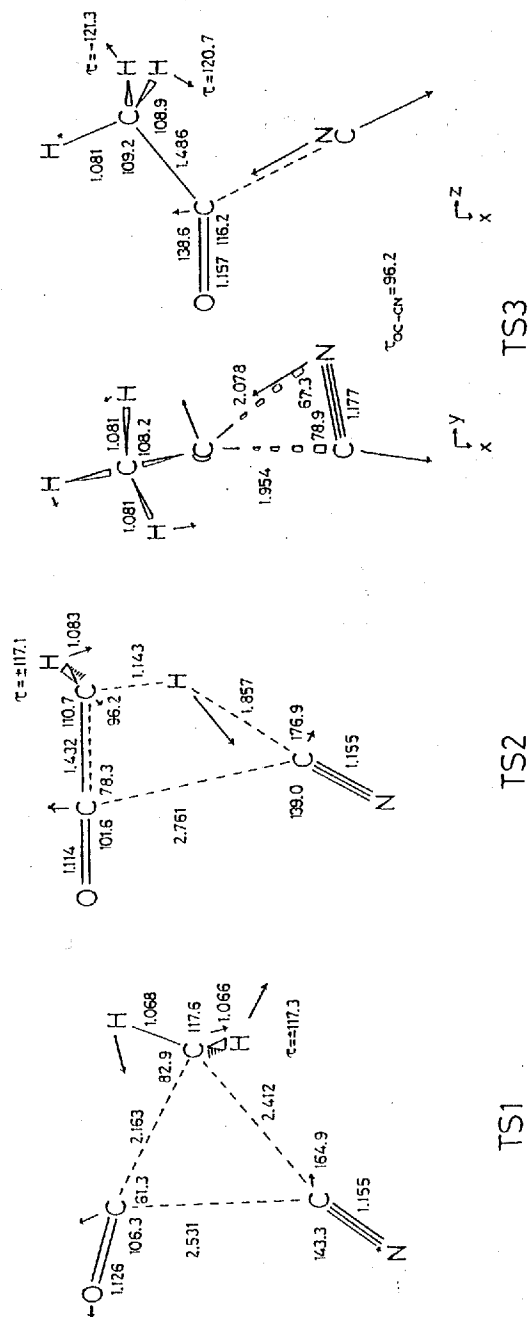 H
1.068
O
1.126
C
106.3
61.3
2.163
82.9
C
117.6
1.066
H
τ=±117.3
2.531
2.412
143.3
C
164.9
1.155
N
TS1
τ=±117.1
H
1.083
O
1.114
C
1.432
C
110.7
101.6
78.3
96.2
1.143
H
2.761
1.857
139.0
C
176.9
1.155
N
TS2
H
H
1.081
C
108.2
1.081
H
C
2.078
1.954
N
67.3
78.9
C
1.177
y
x
τOC-CN=96.2
τ=-121.3
H
H
H
1.081
C
109.2
108.9
τ=120.7
1.486
138.6
O
C
1.157
116.2
N
C
z
x
TS3